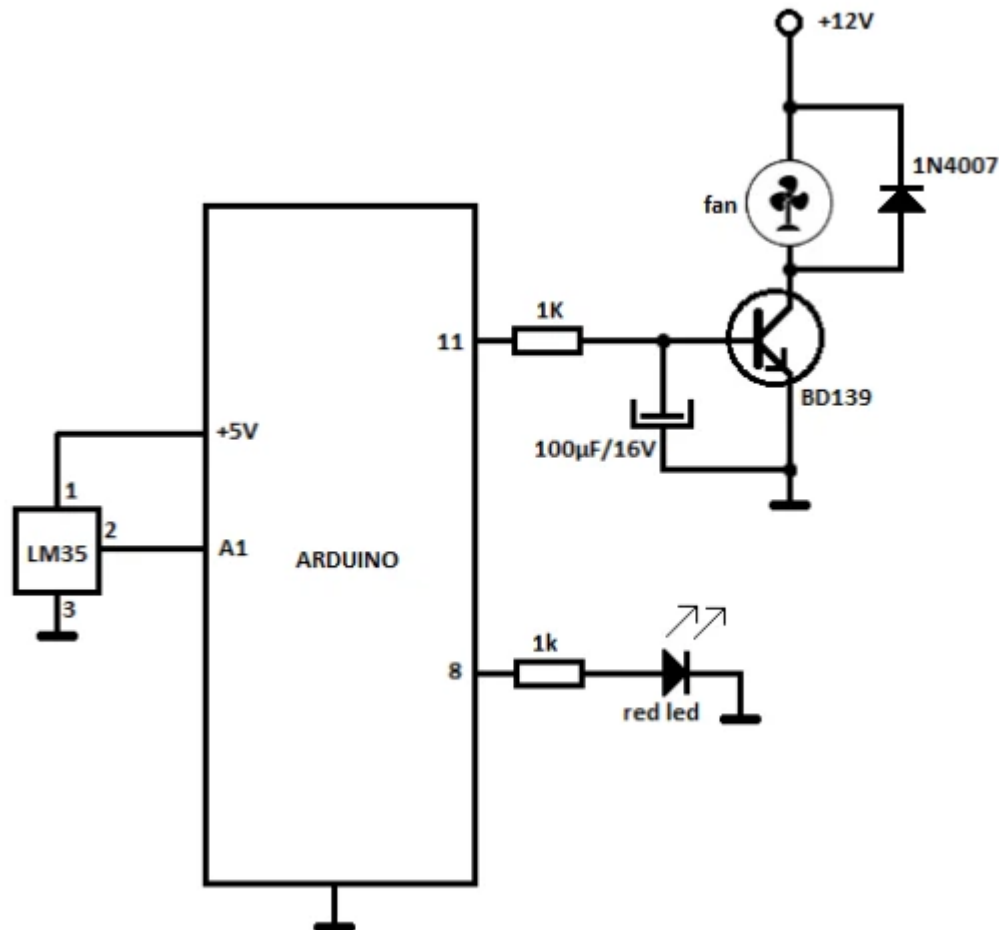 +12V
1N4007
fan
1K
11
BD139
+5V
100µF/16V
1
2
LM35
A1
ARDUINO
3
1k
8
red led